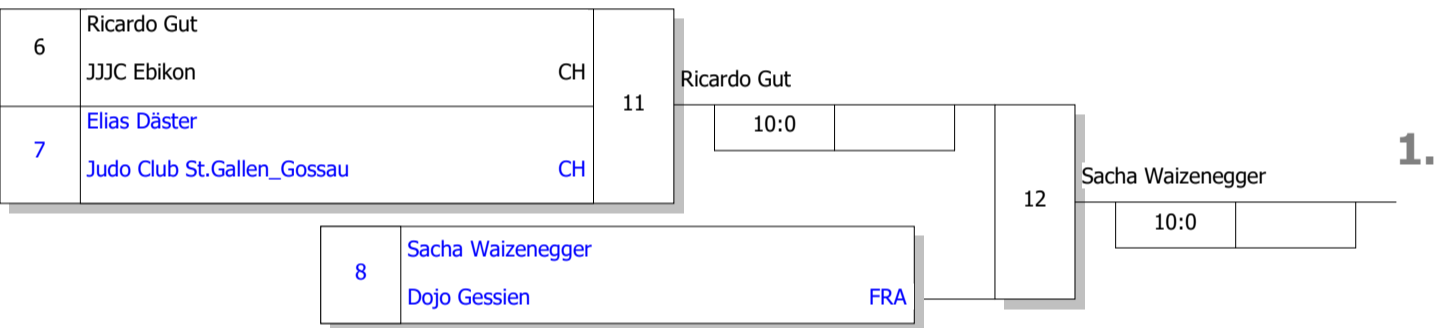 6
Ricardo Gut
JJJC Ebikon CH
7
Elias Däster
Judo Club St.Gallen_Gossau CH
11
Ricardo Gut
10:0
8
Sacha Waizenegger
Dojo Gessien FRA
12
Sacha Waizenegger
10:0
1.